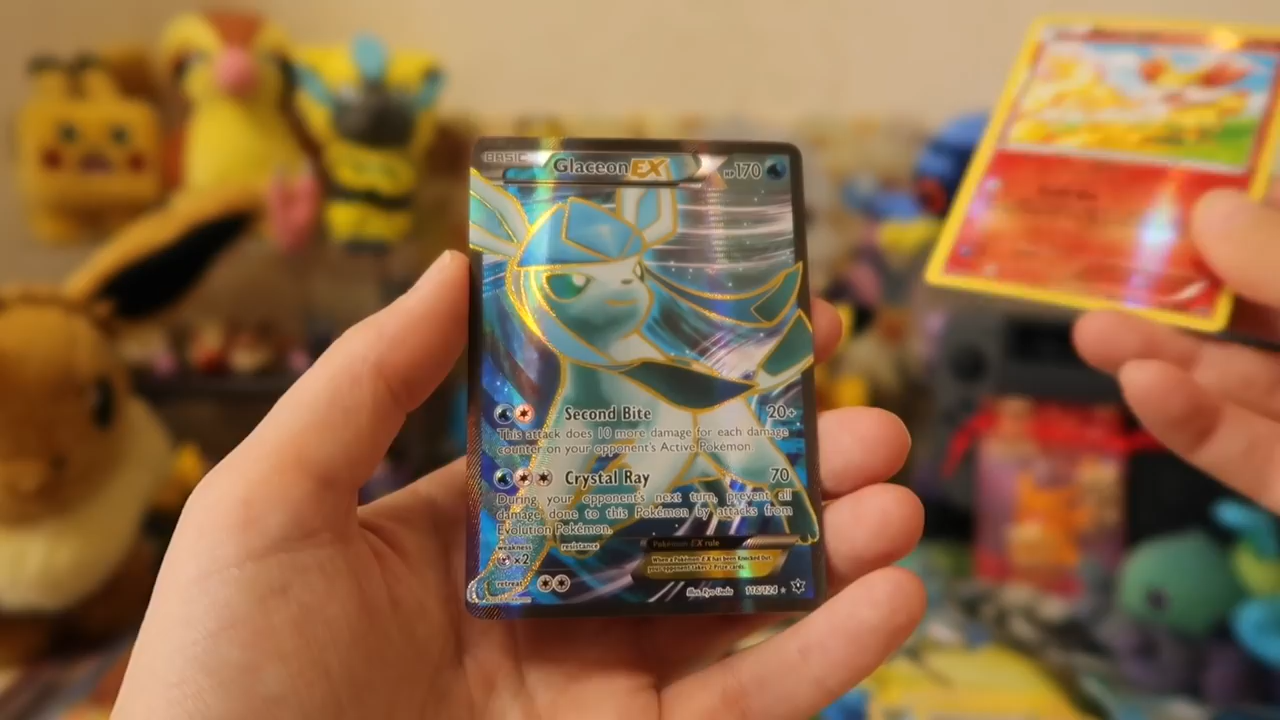 BASIC
GlaceonEX HP170
Second Bite 20+
This attack does 10 more damage for each damage
counter on your opponent's Active Pokémon.
Crystal Ray 70
During your opponent's next turn, prevent all
damage done to this Pokémon by attacks from
Evolution Pokémon.
weakness resistance
×2
Pokémon EX rule
When a Pokémon-EX has been Knocked Out,
your opponent takes 2 Prize cards.
retreat
Illus. Ryo Ueda 116/124